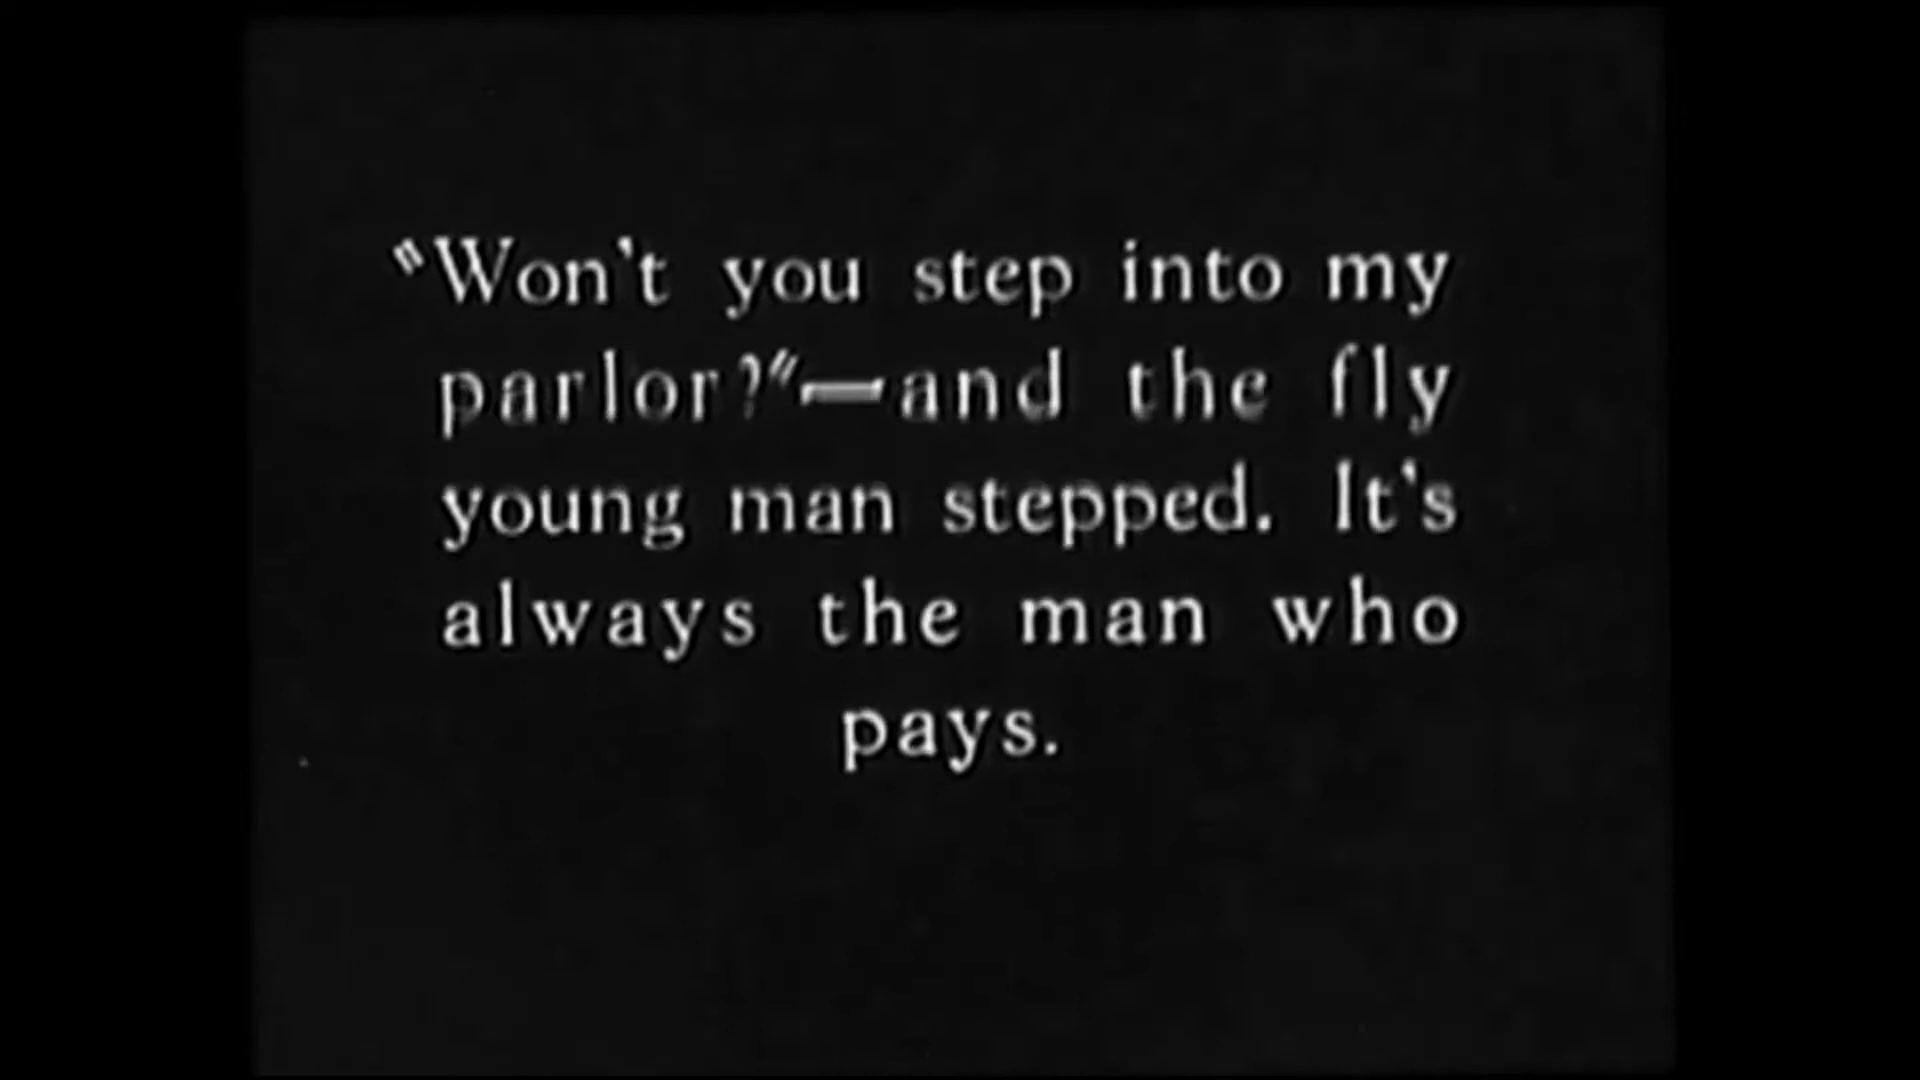 "Won't you step into my
parlor?"—and the fly
young man stepped. It's
always the man who
pays.